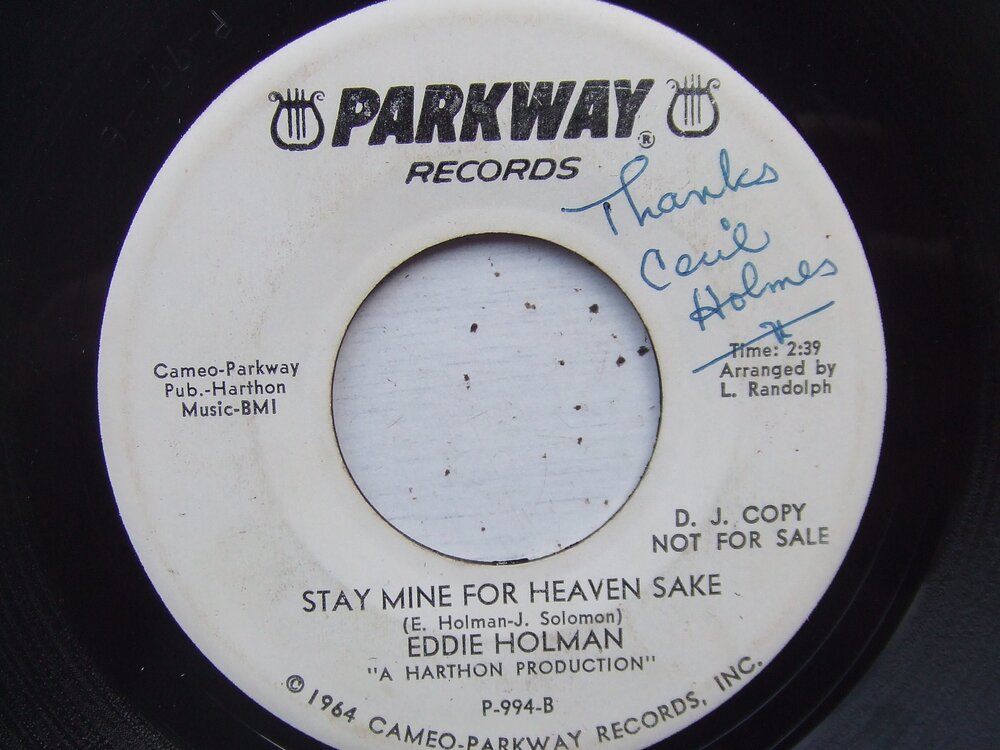 PARKWAY®
RECORDS
Thanks
Cecil
Holmes
Cameo-Parkway
Pub.-Harthon
Music-BMI
Time: 2:39
Arranged by
L. Randolph
D. J. COPY
NOT FOR SALE
STAY MINE FOR HEAVEN SAKE
(E. Holman-J. Solomon)
EDDIE HOLMAN
"A HARTHON PRODUCTION"
P-994-B
© 1964 CAMEO-PARKWAY RECORDS, INC.